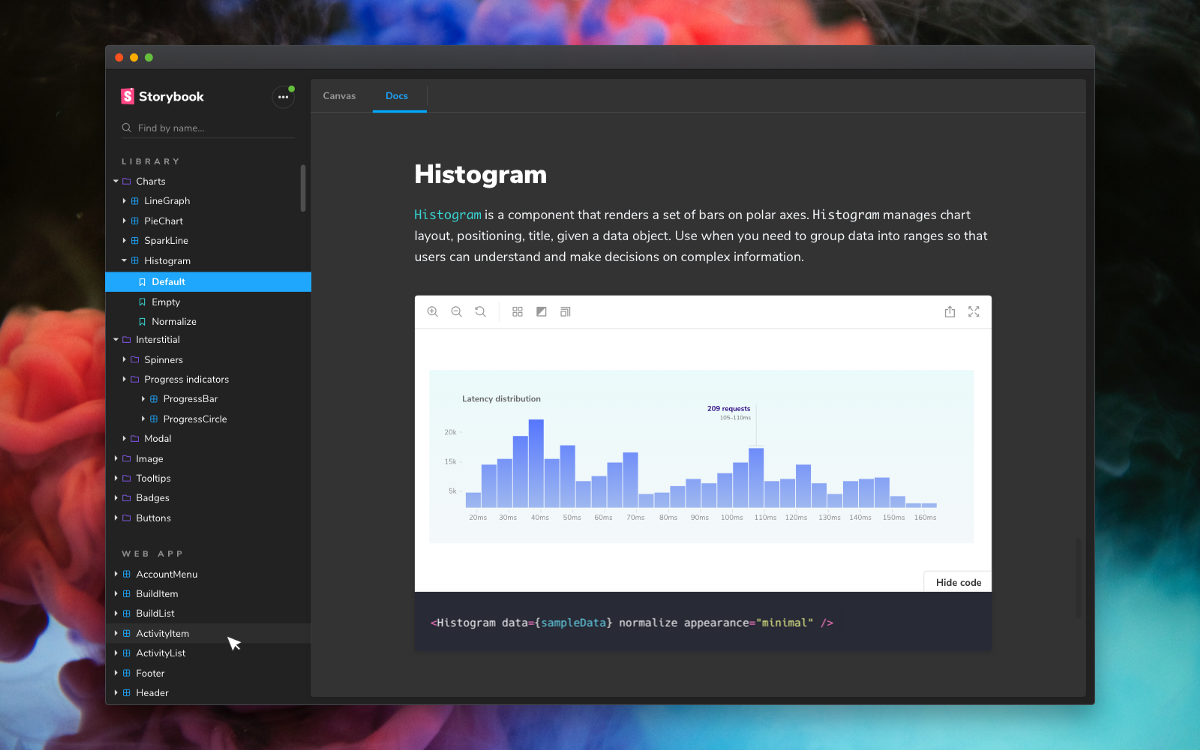 Storybook
Find by name...
LIBRARY
Charts
LineGraph
PieChart
SparkLine
Histogram
Default
Empty
Normalize
Interstitial
Spinners
Progress indicators
ProgressBar
ProgressCircle
Modal
Image
Tooltips
Badges
Buttons
WEB APP
AccountMenu
BuildItem
BuildList
ActivityItem
ActivityList
Footer
Header
Canvas Docs
Histogram
Histogram is a component that renders a set of bars on polar axes. Histogram manages chart
layout, positioning, title, given a data object. Use when you need to group data into ranges so that
users can understand and make decisions on complex information.
Latency distribution
209 requests
105-110ms
20k
15k
5k
20ms 30ms 40ms 50ms 60ms 70ms 80ms 90ms 100ms 110ms 120ms 130ms 140ms 150ms 160ms
Hide code
<Histogram data={sampleData} normalize appearance="minimal" />